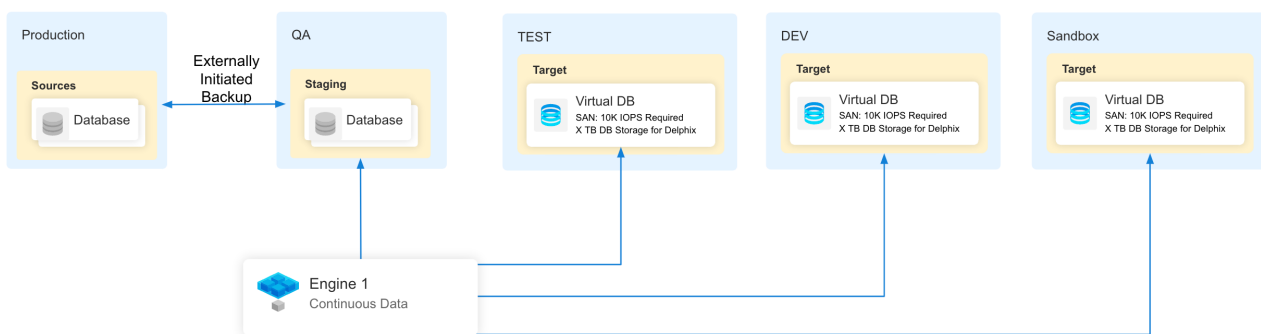 Production
Sources
Database
Externally
Initiated
Backup
QA
Staging
Database
TEST
Target
Virtual DB
SAN: 10K IOPS Required
X TB DB Storage for Delphix
DEV
Target
Virtual DB
SAN: 10K IOPS Required
X TB DB Storage for Delphix
Sandbox
Target
Virtual DB
SAN: 10K IOPS Required
X TB DB Storage for Delphix
Engine 1
Continuous Data